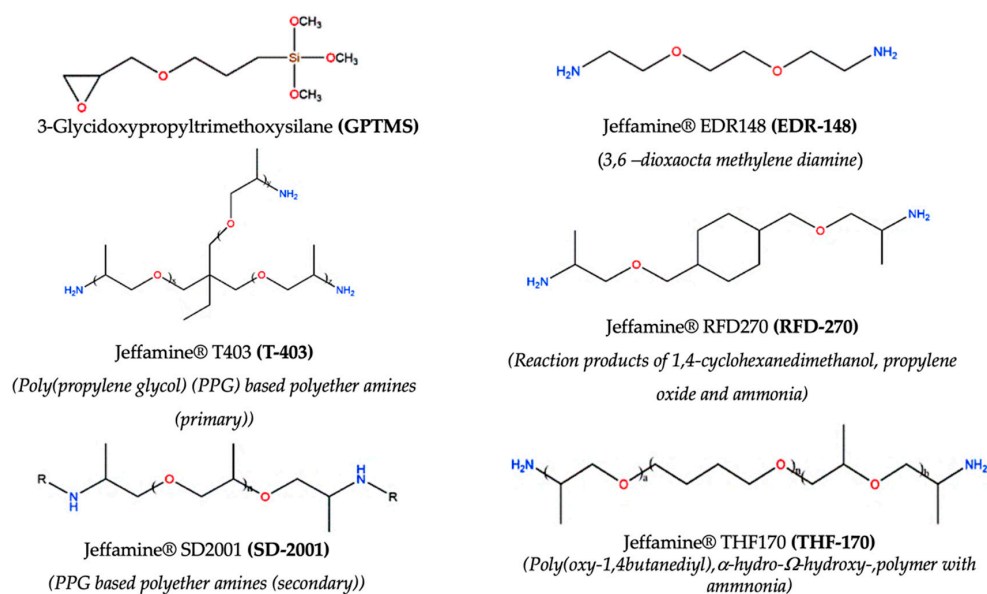 OCH₃
Si
OCH₃
O
OCH₃
O
3-Glycidoxypropyltrimethoxysilane (GPTMS)
NH₂
O
O
H₂N
Jeffamine® EDR148 (EDR-148)
(3,6 –dioxaocta methylene diamine)
y
NH₂
O
H₂N
O
x
O
z
NH₂
Jeffamine® T403 (T-403)
(Poly(propylene glycol) (PPG) based polyether amines
(primary))
NH₂
O
O
H₂N
Jeffamine® RFD270 (RFD-270)
(Reaction products of 1,4-cyclohexanedimethanol, propylene
oxide and ammonia)
R
N
H
O
n
O
H
N
R
Jeffamine® SD2001 (SD-2001)
(PPG based polyether amines (secondary))
H₂N
O
a
O
n
O
b
NH₂
Jeffamine® THF170 (THF-170)
(Poly(oxy-1,4butanediyl),α-hydro-Ω-hydroxy-,polymer with
ammnonia)